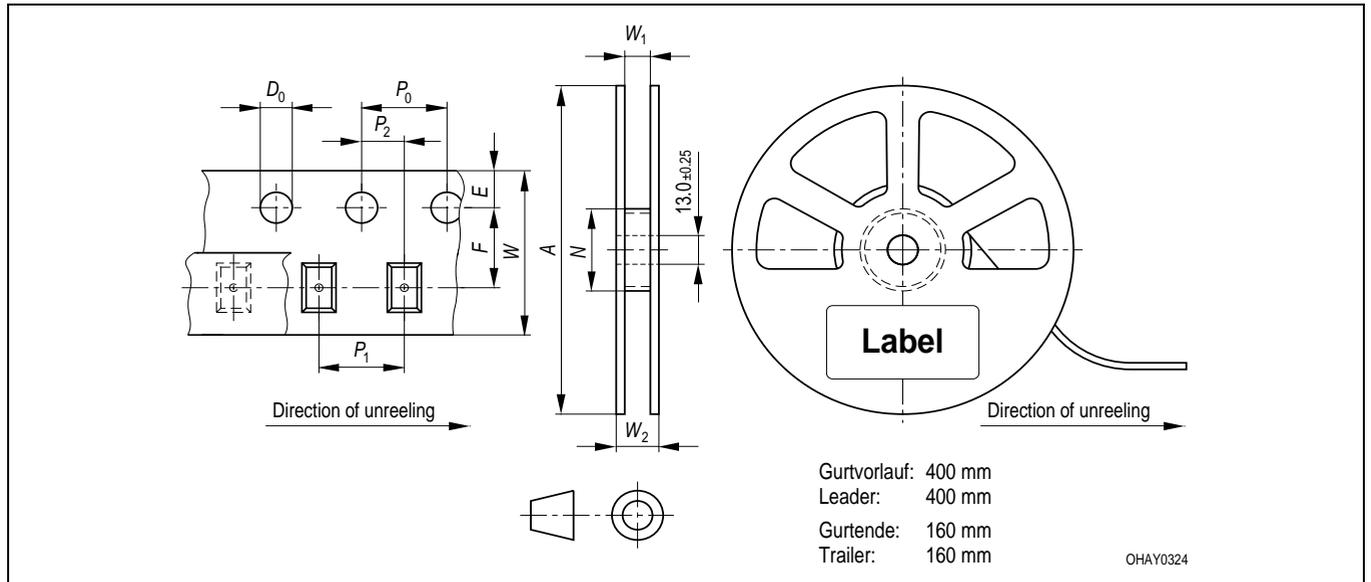 W₁
D₀
P₀
P₂
E
F
W
A
N
13.0±0.25
Label
P₁
Direction of unreeling
W₂
Direction of unreeling
Gurtvorlauf: 400 mm
Leader: 400 mm
Gurtende: 160 mm
Trailer: 160 mm
OHAY0324